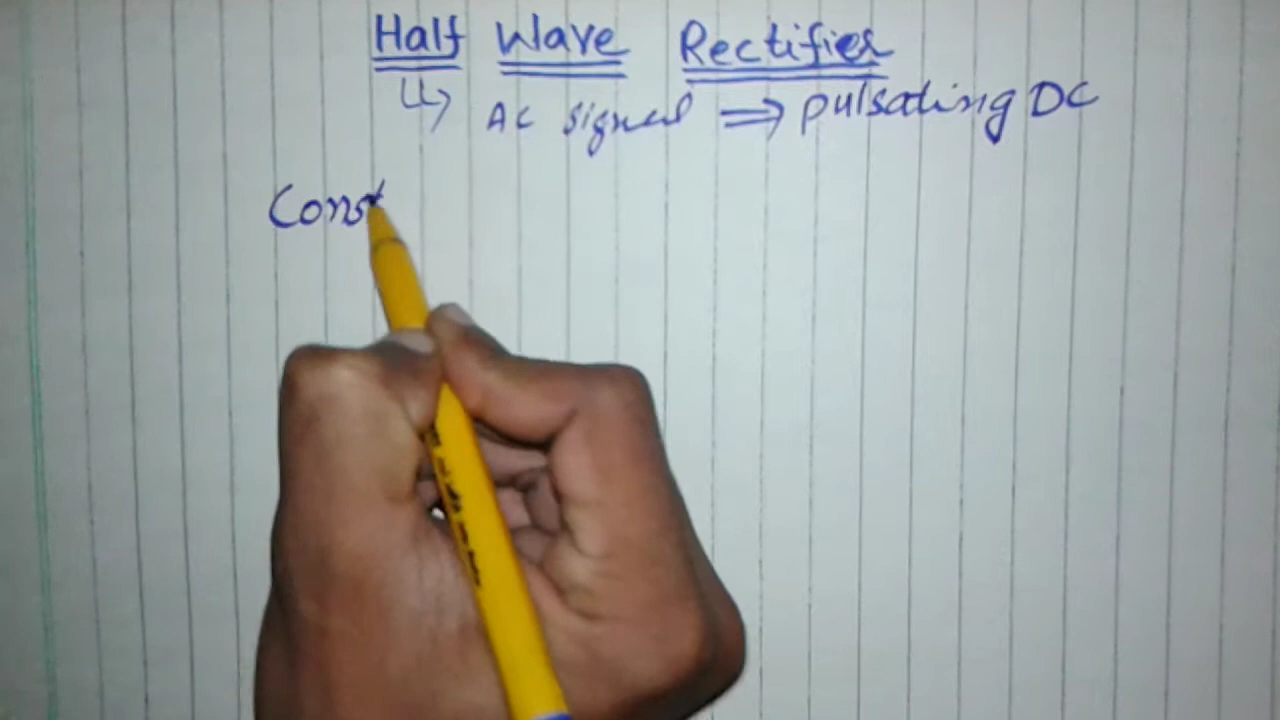 Half Wave Rectifier
↳ AC signal ⇒ pulsating DC
Const